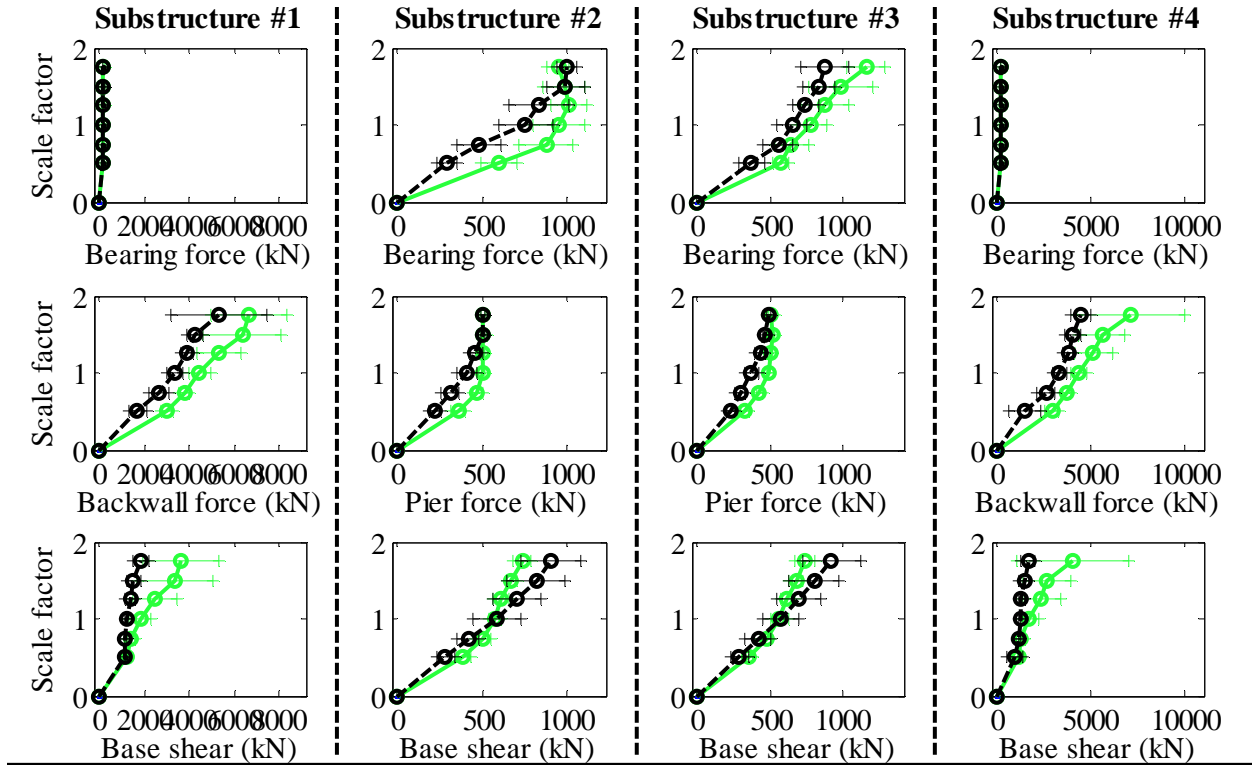 Substructure #1 Substructure #2 Substructure #3 Substructure #4
Scale factor
2 2 2 2
1 1 1 1
0 0 0 0
0 2000 4000 6000 8000 0 500 1000 0 500 1000 0 5000 10000
Bearing force (kN) Bearing force (kN) Bearing force (kN) Bearing force (kN)
Scale factor
2 2 2 2
1 1 1 1
0 0 0 0
0 2000 4000 6000 8000 0 500 1000 0 500 1000 0 5000 10000
Backwall force (kN) Pier force (kN) Pier force (kN) Backwall force (kN)
Scale factor
2 2 2 2
1 1 1 1
0 0 0 0
0 2000 4000 6000 8000 0 500 1000 0 500 1000 0 5000 10000
Base shear (kN) Base shear (kN) Base shear (kN) Base shear (kN)